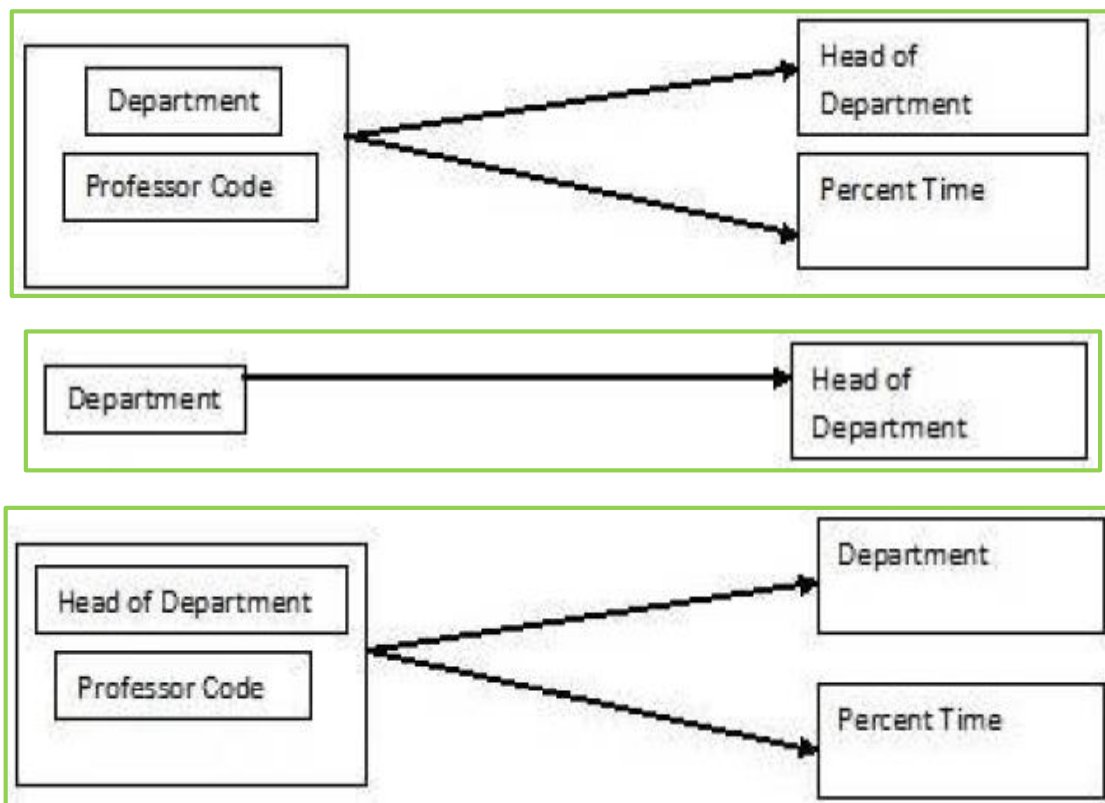 Department
Professor Code
Head of
Department
Percent Time
Department
Head of
Department
Head of Department
Professor Code
Department
Percent Time